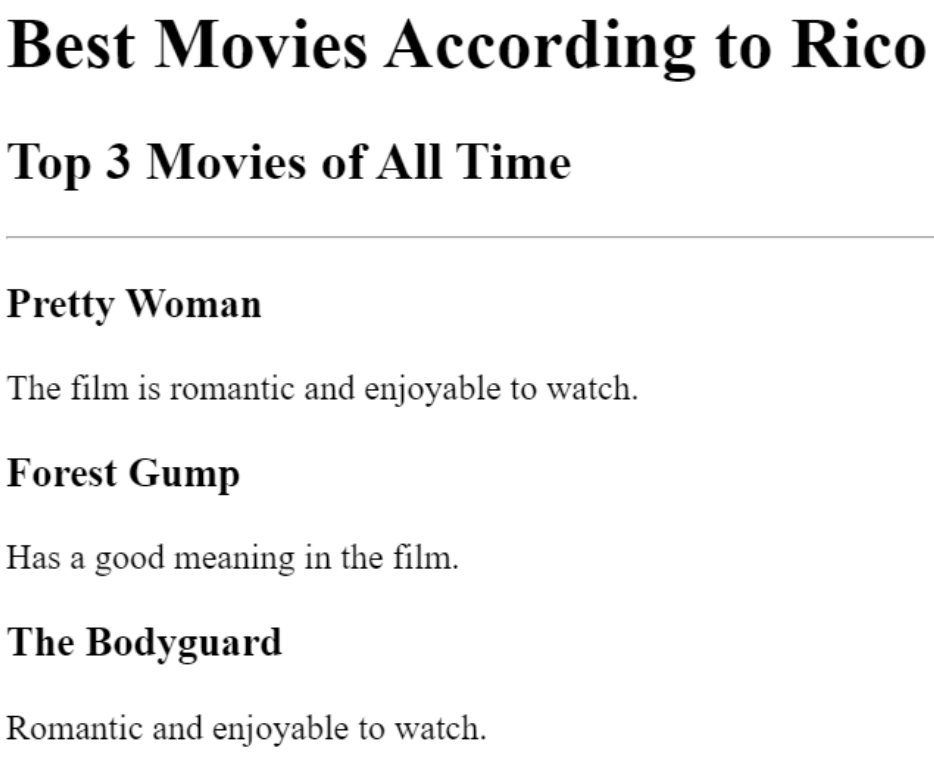 Best Movies According to Rico
Top 3 Movies of All Time
Pretty Woman
The film is romantic and enjoyable to watch.
Forest Gump
Has a good meaning in the film.
The Bodyguard
Romantic and enjoyable to watch.